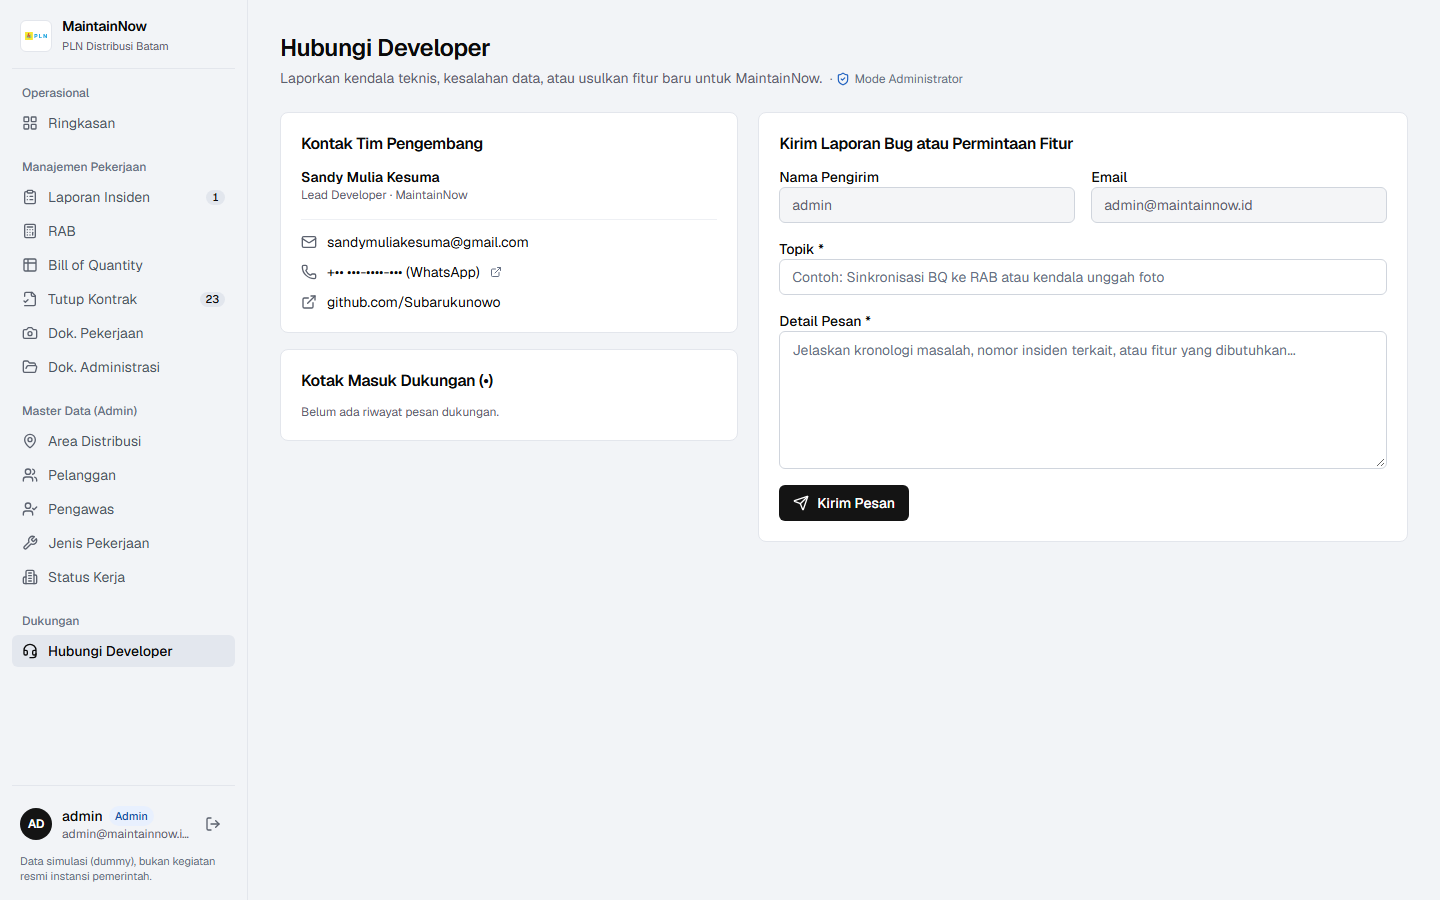 MaintainNow
PLN Distribusi Batam
Operasional
Ringkasan
Manajemen Pekerjaan
Laporan Insiden 1
RAB
Bill of Quantity
Tutup Kontrak 23
Dok. Pekerjaan
Dok. Administrasi
Master Data (Admin)
Area Distribusi
Pelanggan
Pengawas
Jenis Pekerjaan
Status Kerja
Dukungan
Hubungi Developer
AD
admin Admin
admin@maintainnow.i...
Data simulasi (dummy), bukan kegiatan
resmi instansi pemerintah.
Hubungi Developer
Laporkan kendala teknis, kesalahan data, atau usulkan fitur baru untuk MaintainNow. · Mode Administrator
Kontak Tim Pengembang
Sandy Mulia Kesuma
Lead Developer · MaintainNow
sandymuliakesuma@gmail.com
+•• •••-••••-••• (WhatsApp)
github.com/Subarukunowo
Kotak Masuk Dukungan (•)
Belum ada riwayat pesan dukungan.
Kirim Laporan Bug atau Permintaan Fitur
Nama Pengirim
admin
Email
admin@maintainnow.id
Topik *
Contoh: Sinkronisasi BQ ke RAB atau kendala unggah foto
Detail Pesan *
Jelaskan kronologi masalah, nomor insiden terkait, atau fitur yang dibutuhkan...
Kirim Pesan